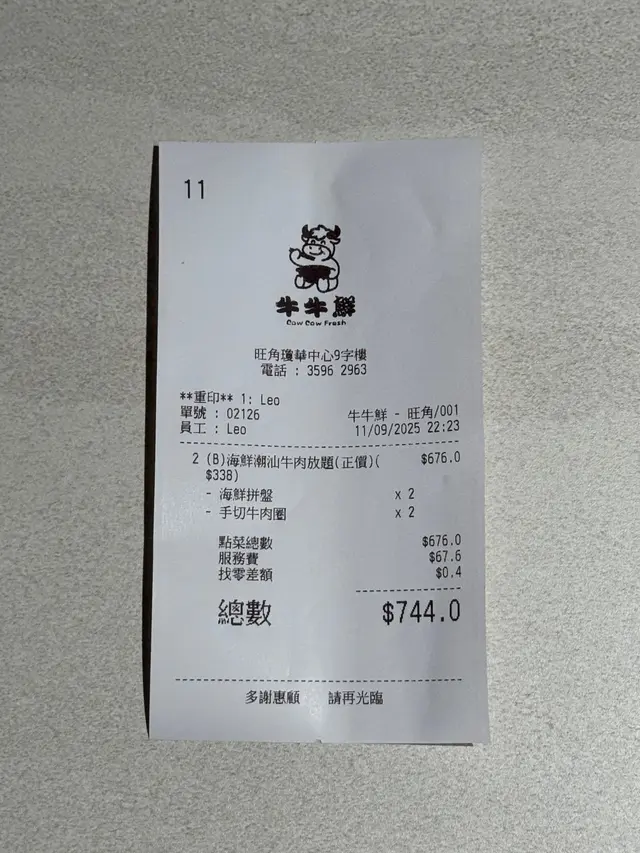 11
牛牛鮮
Cow Cow Fresh
旺角瓊華中心9字樓
電話 : 3596 2963
**重印** 1: Leo
單號 : 02126 牛牛鮮 - 旺角/001
員工 : Leo 11/09/2025 22:23
2 (B)海鮮潮汕牛肉放題(正價)( $676.0
$338)
- 海鮮拼盤 x 2
- 手切牛肉圈 x 2
點菜總數 $676.0
服務費 $67.6
找零差額 $0.4
總數 $744.0
多謝惠顧 請再光臨